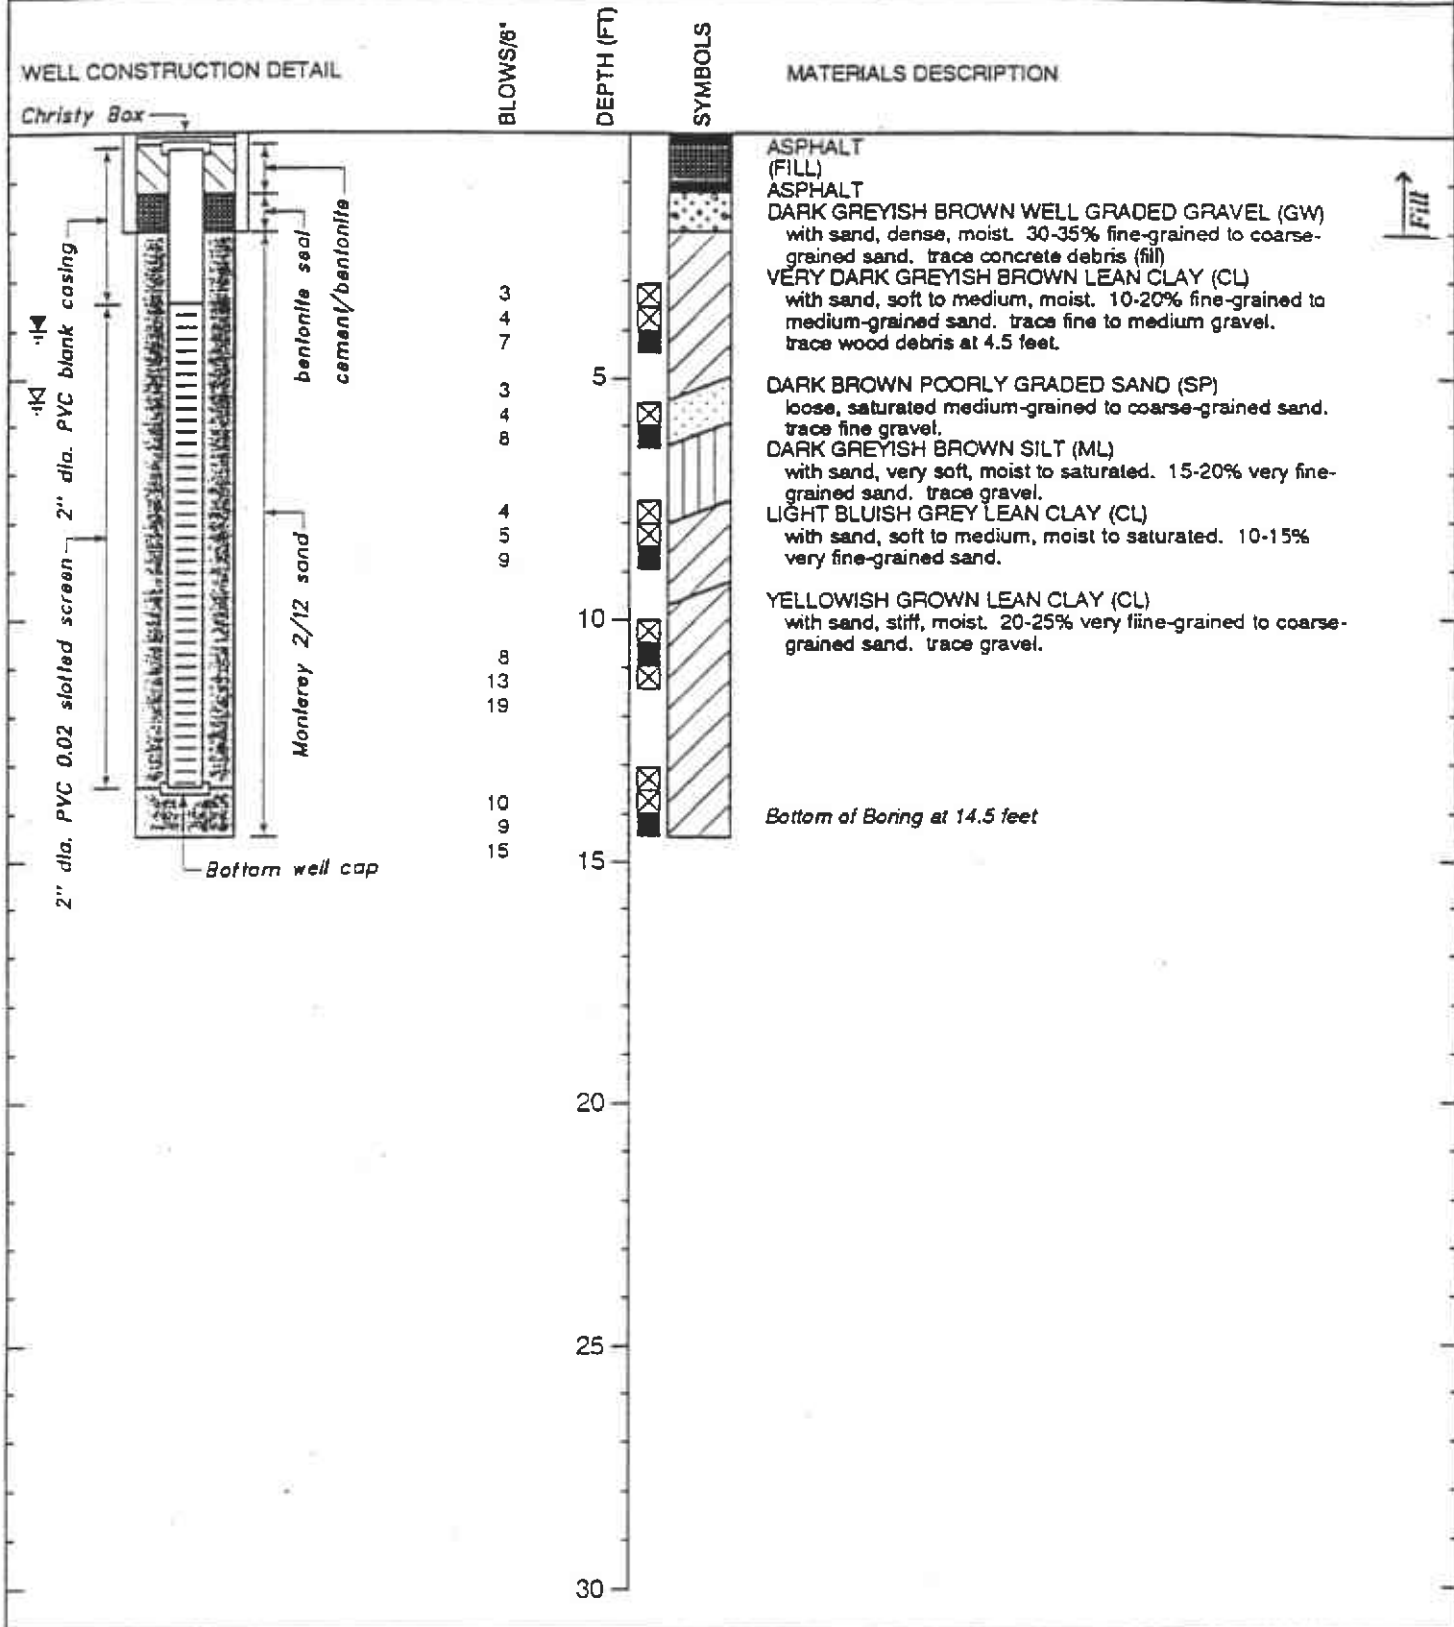 WELL CONSTRUCTION DETAIL
BLOWS/6"
DEPTH (FT)
SYMBOLS
MATERIALS DESCRIPTION
Christy Box
2" dia. PVC blank casing
2" dia. PVC 0.02 slotted screen
bentonite seal
cement/bentonite
Monterey 2/12 sand
Bottom well cap
3
4
7
3
4
8
4
5
9
8
13
19
10
9
15
5
10
15
20
25
30
ASPHALT
(FILL)
ASPHALT
DARK GREYISH BROWN WELL GRADED GRAVEL (GW)
with sand, dense, moist. 30-35% fine-grained to coarse-
grained sand. trace concrete debris (fill)
VERY DARK GREYISH BROWN LEAN CLAY (CL)
with sand, soft to medium, moist. 10-20% fine-grained to
medium-grained sand. trace fine to medium gravel.
trace wood debris at 4.5 feet.
DARK BROWN POORLY GRADED SAND (SP)
loose, saturated medium-grained to coarse-grained sand.
trace fine gravel.
DARK GREYISH BROWN SILT (ML)
with sand, very soft, moist to saturated. 15-20% very fine-
grained sand. trace gravel.
LIGHT BLUISH GREY LEAN CLAY (CL)
with sand, soft to medium, moist to saturated. 10-15%
very fine-grained sand.
YELLOWISH GROWN LEAN CLAY (CL)
with sand, stiff, moist. 20-25% very fiine-grained to coarse-
grained sand. trace gravel.
Bottom of Boring at 14.5 feet
Fill